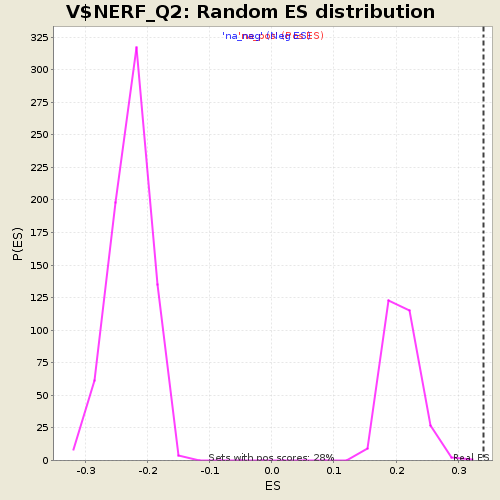 V$NERF_Q2: Random ES distribution
325
300
275
250
225
200
175
150
125
100
75
50
25
0
P(ES)
Sets with pos scores: 28%
Real ES
-0.3 -0.2 -0.1 0.0 0.1 0.2 0.3
ES